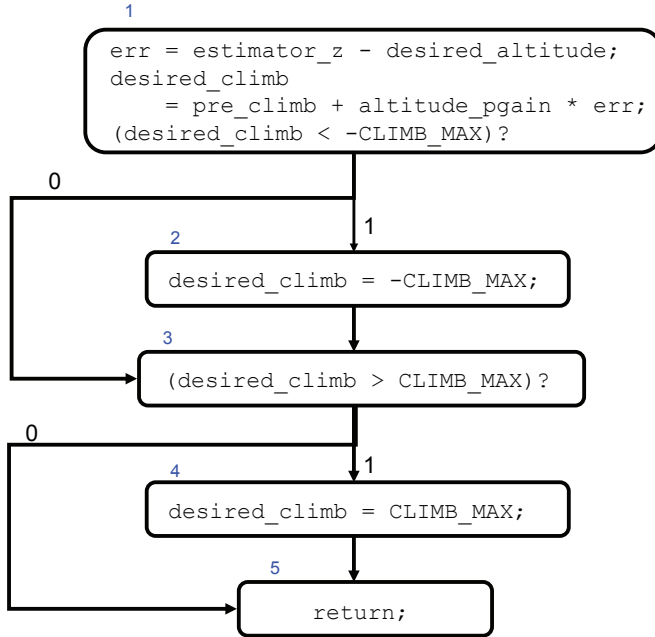 1
err = estimator_z - desired_altitude;
desired_climb
= pre_climb + altitude_pgain * err;
(desired_climb < -CLIMB_MAX)?
0
1
2
desired_climb = -CLIMB_MAX;
3
(desired_climb > CLIMB_MAX)?
0
1
4
desired_climb = CLIMB_MAX;
5
return;